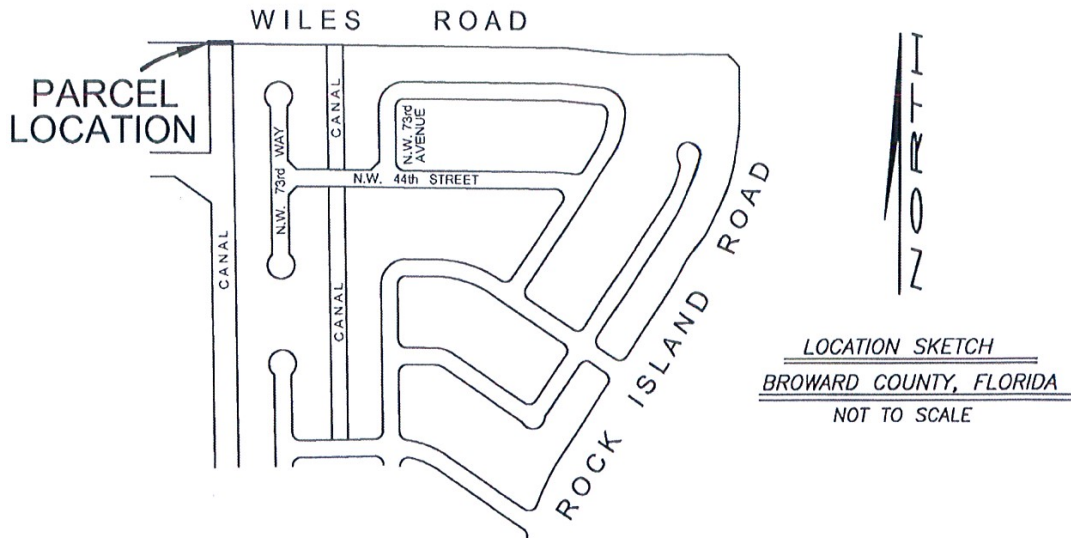 WILES ROAD
PARCEL
LOCATION
CANAL
N.W. 73rd WAY
CANAL
N.W. 73rd
AVENUE
N.W. 44th STREET
CANAL
CANAL
ROCK ISLAND ROAD
NORTH
LOCATION SKETCH
BROWARD COUNTY, FLORIDA
NOT TO SCALE